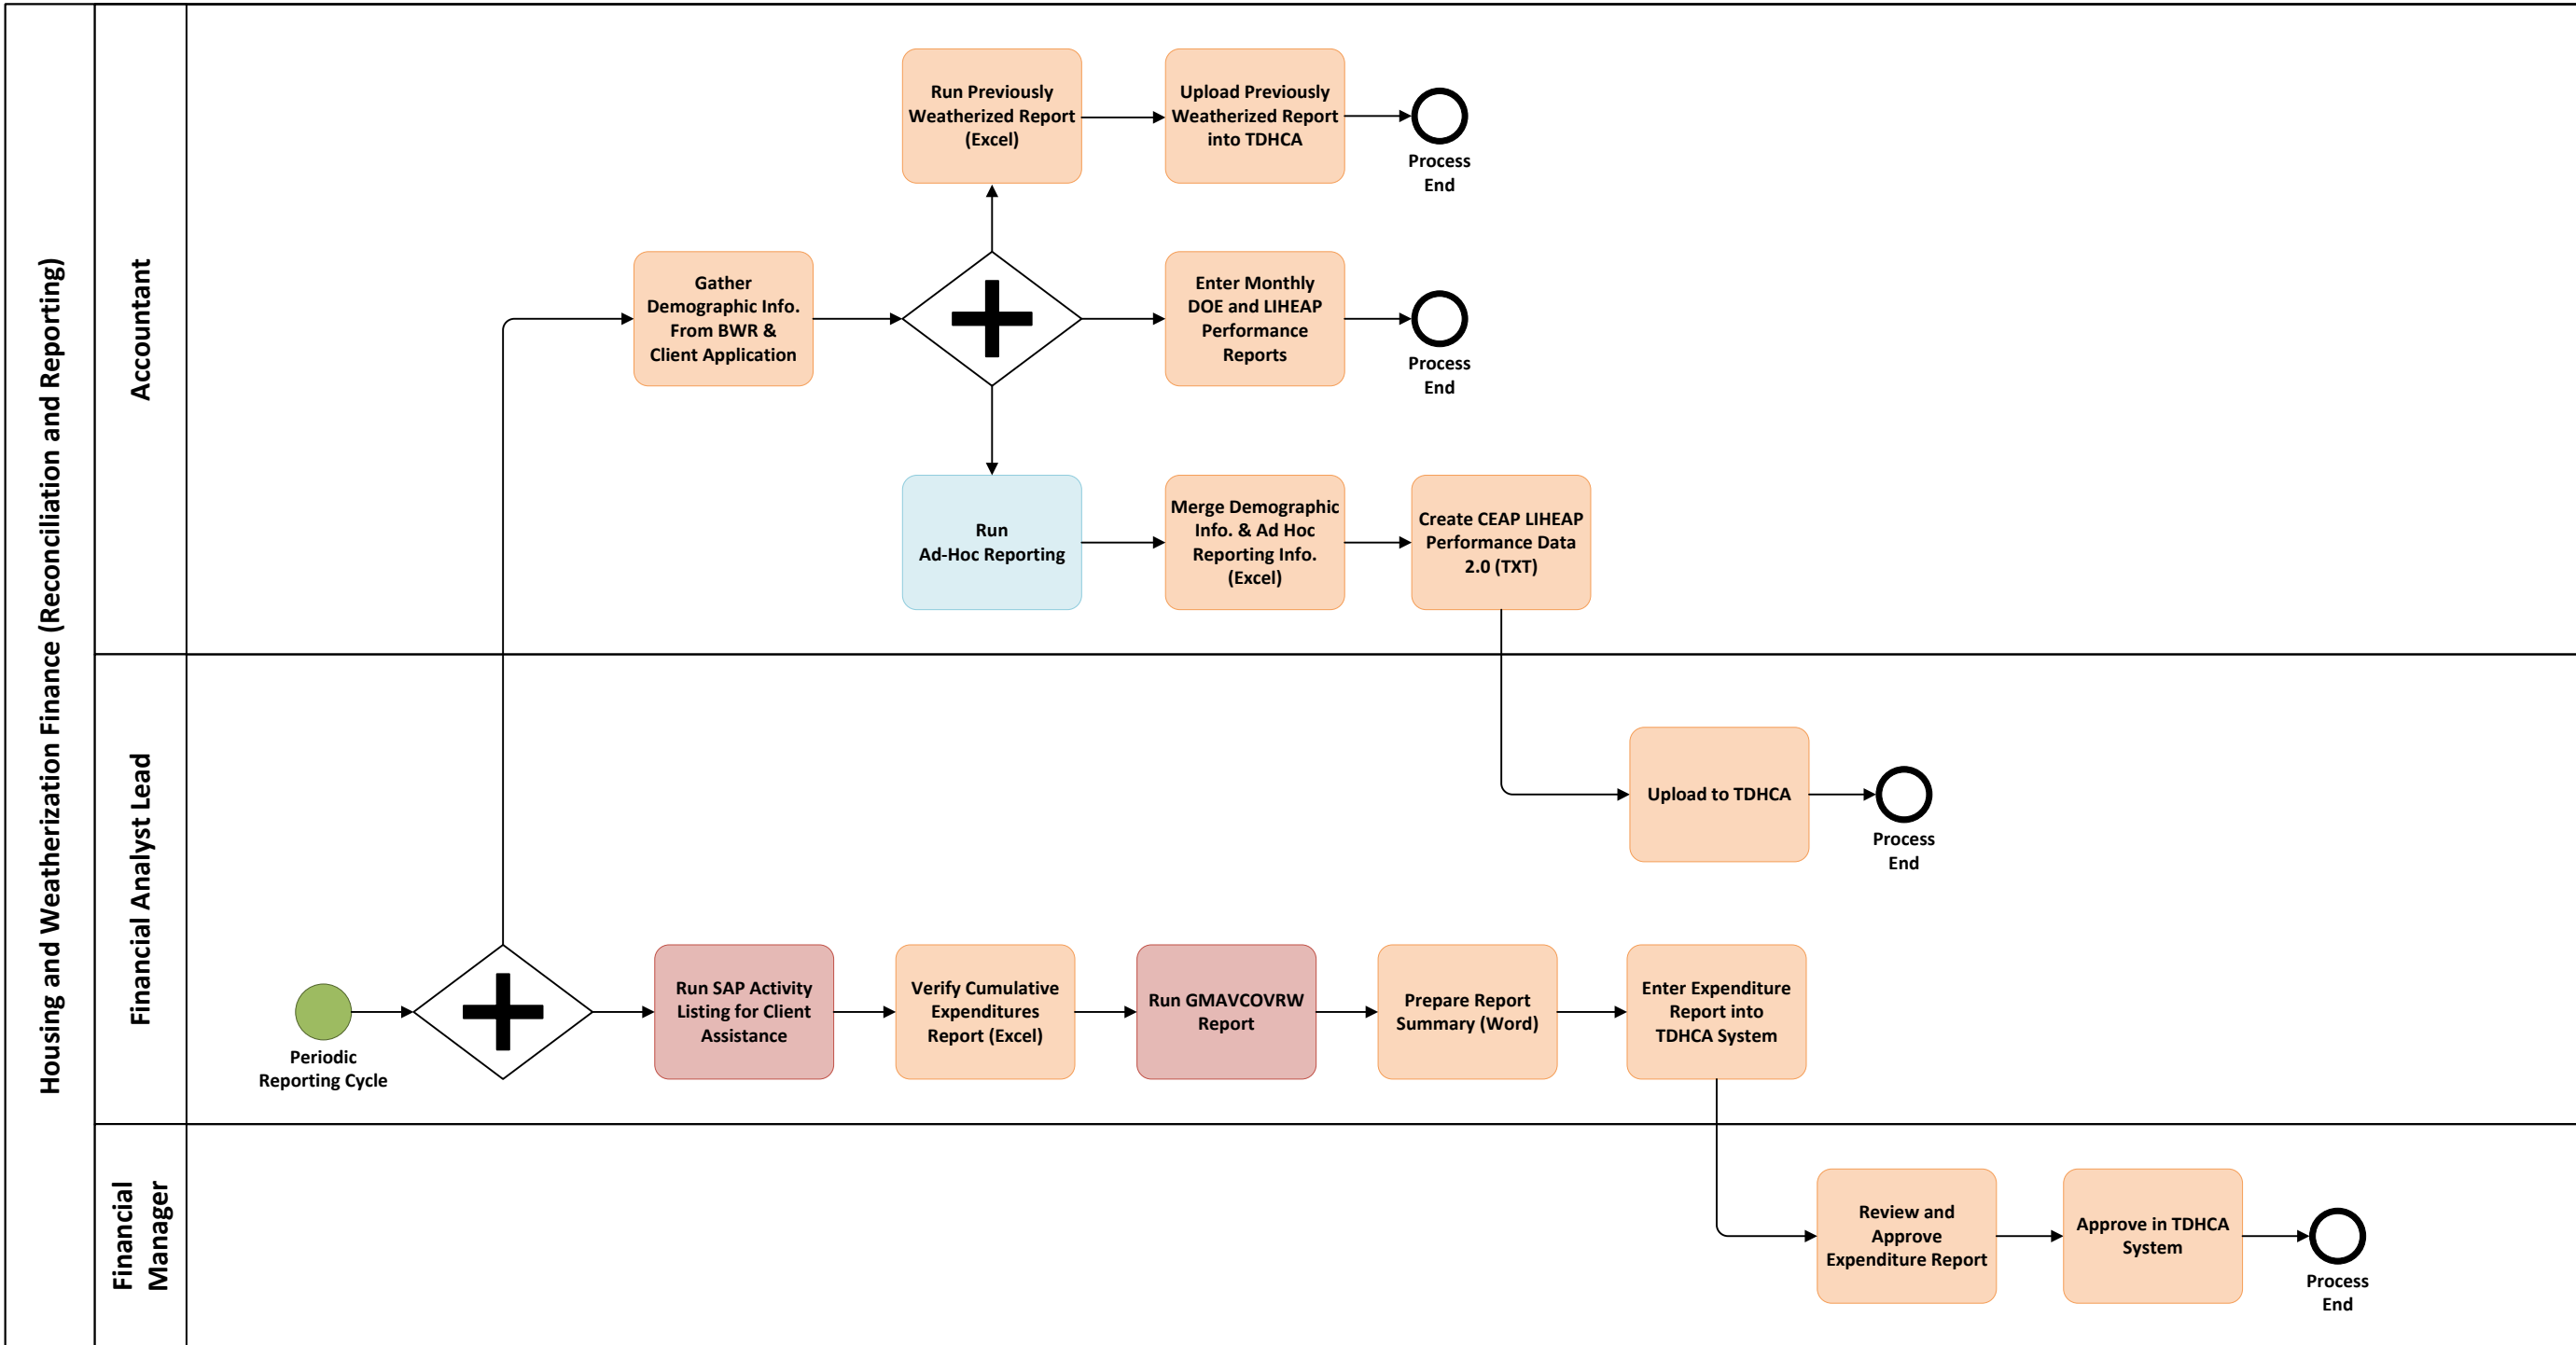 Housing and Weatherization Finance (Reconciliation and Reporting)
Accountant
Run Previously
Weatherized Report
(Excel)
Upload Previously
Weatherized Report
into TDHCA
Process
End
Gather
Demographic Info.
From BWR &
Client Application
Enter Monthly
DOE and LIHEAP
Performance
Reports
Process
End
Run
Ad-Hoc Reporting
Merge Demographic
Info. & Ad Hoc
Reporting Info.
(Excel)
Create CEAP LIHEAP
Performance Data
2.0 (TXT)
Financial Analyst Lead
Upload to TDHCA
Process
End
Periodic
Reporting Cycle
Run SAP Activity
Listing for Client
Assistance
Verify Cumulative
Expenditures
Report (Excel)
Run GMAVCOVRW
Report
Prepare Report
Summary (Word)
Enter Expenditure
Report into
TDHCA System
Financial
Manager
Review and
Approve
Expenditure Report
Approve in TDHCA
System
Process
End